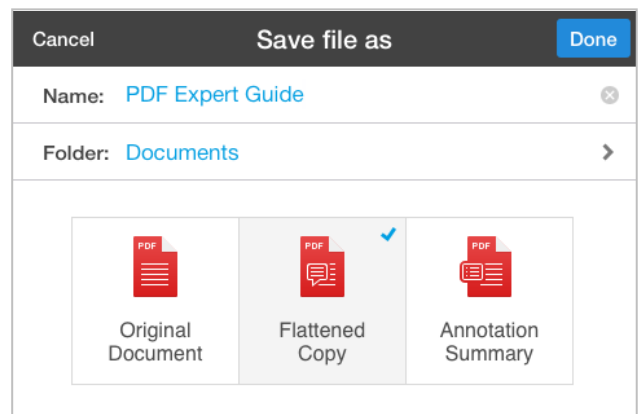 Cancel Save file as Done
Name: PDF Expert Guide
Folder: Documents
PDF PDF PDF
Original Flattened Annotation
Document Copy Summary